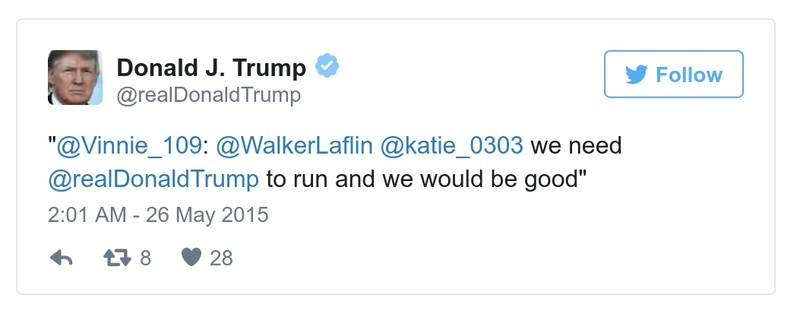 Donald J. Trump
@realDonaldTrump
Follow
"@Vinnie_109: @WalkerLaflin @katie_0303 we need
@realDonaldTrump to run and we would be good"
2:01 AM - 26 May 2015
8 28